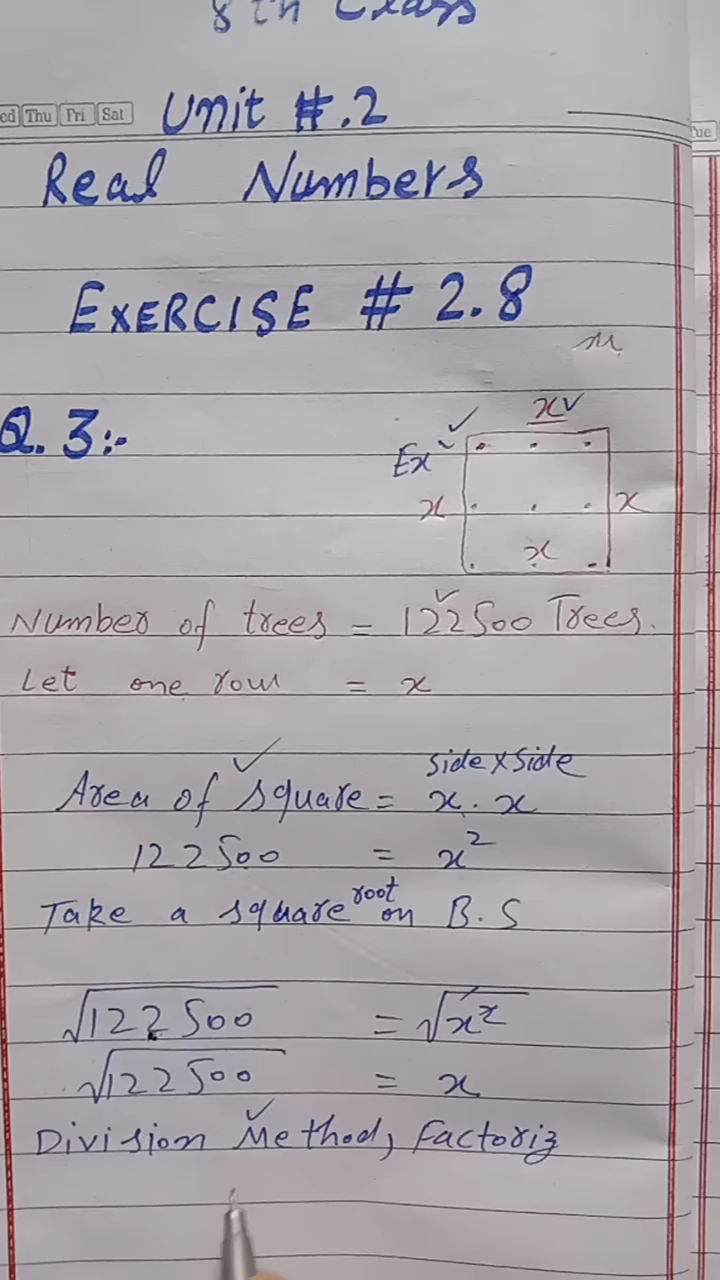 8th Class
ed Thu Fri Sat
Unit #.2
ue
Real Numbers
EXERCISE # 2.8
Q. 3:-
x
Ex
x x
x
Number of trees = 122500 Trees.
Let one row = x
side x side
Area of square = x . x
122500 = x²
Take a square root on B.S
√122500 = √x²
√122500 = x
Division Method, Factoriz